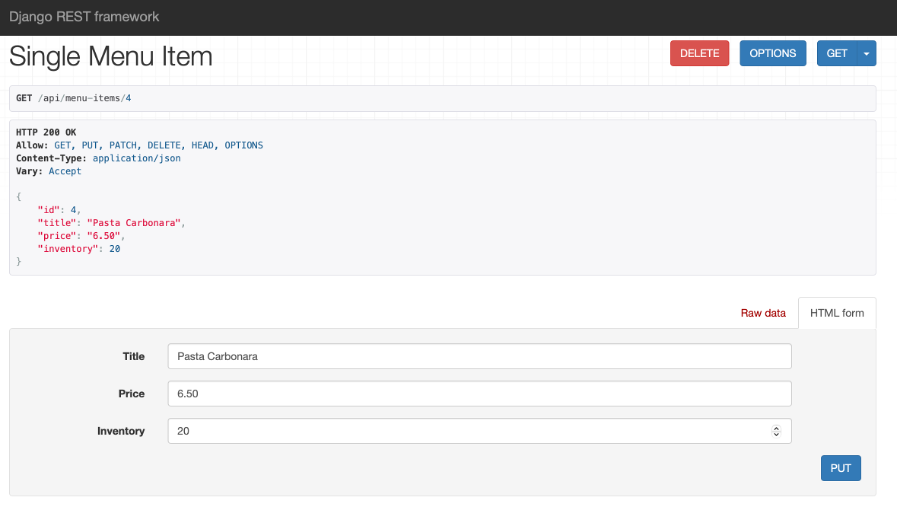 Django REST framework
Single Menu Item
DELETE
OPTIONS
GET
GET /api/menu-items/4
HTTP 200 OK
Allow: GET, PUT, PATCH, DELETE, HEAD, OPTIONS
Content-Type: application/json
Vary: Accept
{
    "id": 4,
    "title": "Pasta Carbonara",
    "price": "6.50",
    "inventory": 20
}
Raw data
HTML form
Title
Pasta Carbonara
Price
6.50
Inventory
20
PUT